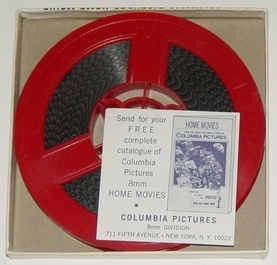 Send for your
FREE
complete
catalogue of
Columbia
Pictures
8mm
HOME MOVIES
HOME MOVIES
COLUMBIA PICTURES
1970
COLUMBIA PICTURES
8mm. DIVISION
711 FIFTH AVENUE • NEW YORK, N. Y. 10022